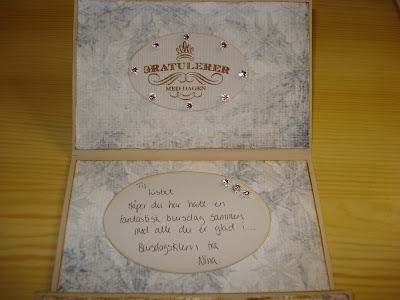 GRATULERER
MED DAGEN
Til
Lisbet
Håper du har hatt en
fantastisk bursdag sammen
med alle du er glad i...
Bursdagsklem fra
Nina